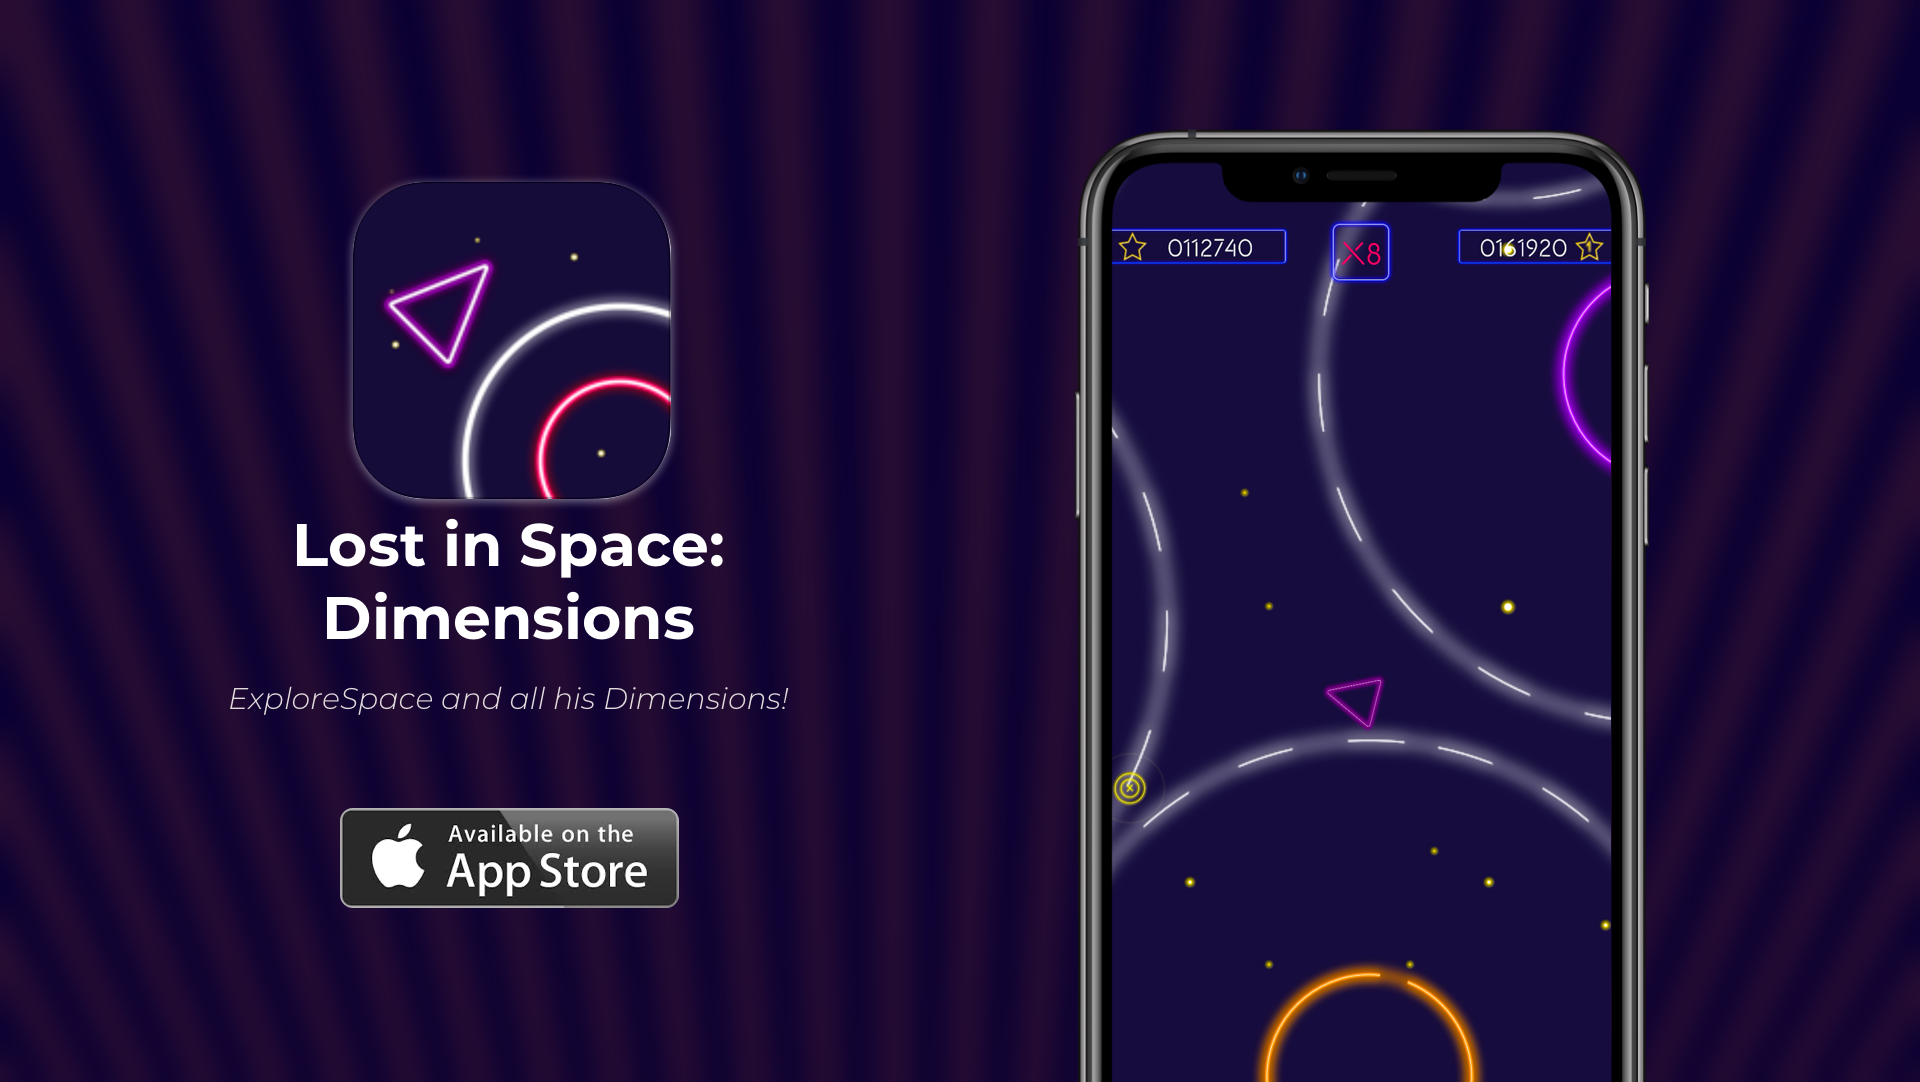 Lost in Space:
Dimensions
ExploreSpace and all his Dimensions!
Available on the
App Store
0112740
X8
0161920
1